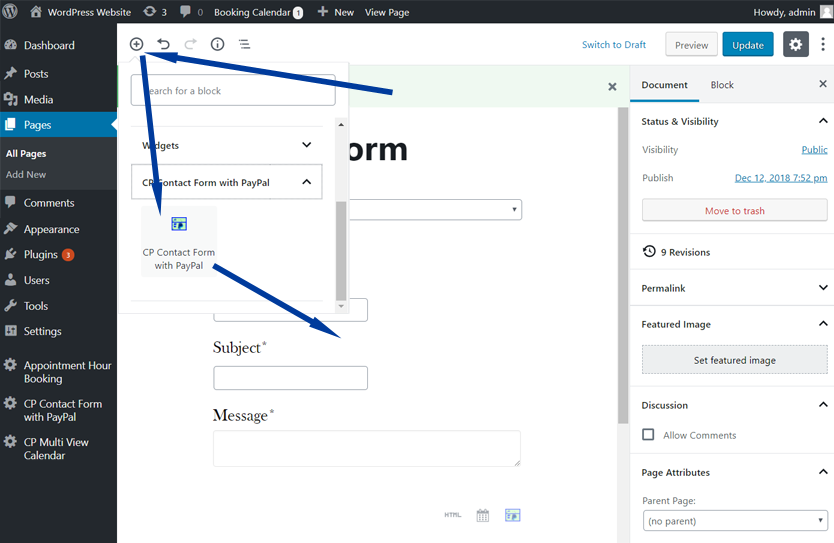 WordPress Website 3 0 Booking Calendar 1 New View Page Howdy, admin
Dashboard
Posts
Media
Pages
All Pages
Add New
Comments
Appearance
Plugins 3
Users
Tools
Settings
Appointment Hour
Booking
CP Contact Form
with PayPal
CP Multi View
Calendar
Switch to Draft Preview Update
Search for a block
Widgets
CP Contact Form with PayPal
CP Contact Form
with PayPal
orm
Subject*
Message*
HTML
Document Block
Status & Visibility
Visibility Public
Publish Dec 12, 2018 7:52 pm
Move to trash
9 Revisions
Permalink
Featured Image
Set featured image
Discussion
Allow Comments
Page Attributes
Parent Page:
(no parent)